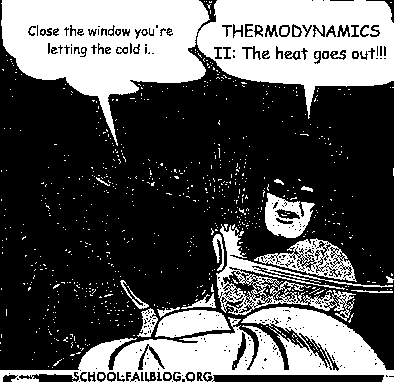 Close the window you're
letting the cold i..
THERMODYNAMICS
II: The heat goes out!!!
SCHOOL.FAILBLOG.ORG